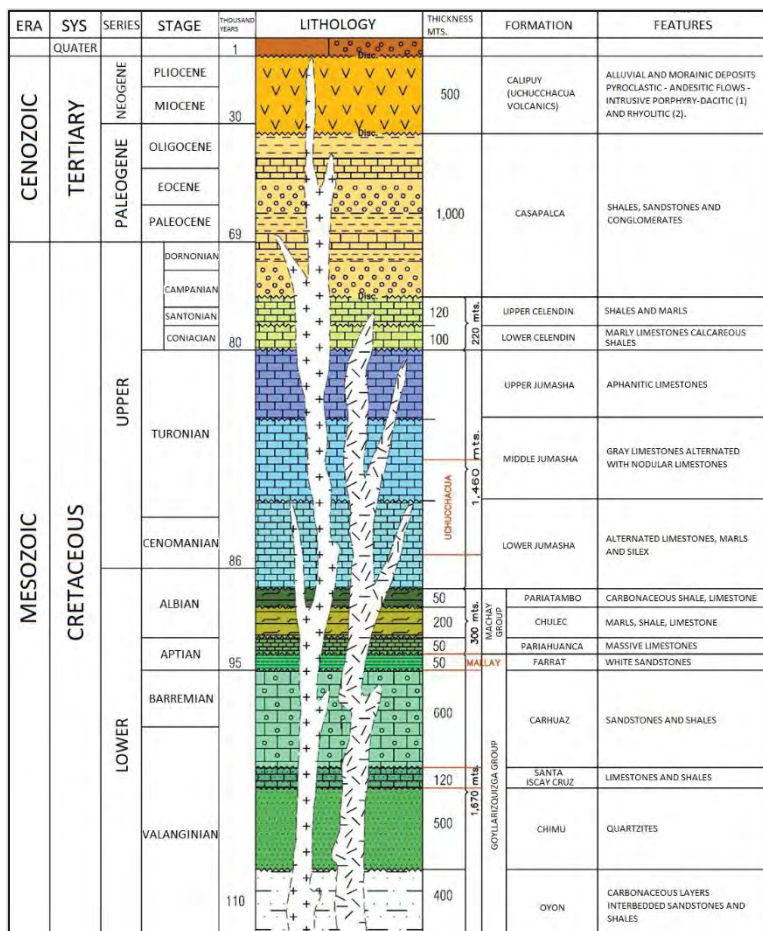 ERA SYS SERIES STAGE THOUSAND YEARS LITHOLOGY THICKNESS MTS. FORMATION FEATURES
QUATER
1
Disc.
CENOZOIC
TERTIARY
NEOGENE
PLIOCENE
MIOCENE
30
500
CALIPUY
(UCHUCCHACUA
VOLCANICS)
ALLUVIAL AND MORAINIC DEPOSITS
PYROCLASTIC - ANDESITIC FLOWS -
INTRUSIVE PORPHYRY-DACITIC (1)
AND RHYOLITIC (2).
Disc.
PALEOGENE
OLIGOCENE
EOCENE
PALEOCENE
69
1,000
CASAPALCA
SHALES, SANDSTONES AND
CONGLOMERATES
MESOZOIC
CRETACEOUS
UPPER
DORNONIAN
CAMPANIAN
Disc.
SANTONIAN
120
220 mts.
UPPER CELENDIN
SHALES AND MARLS
CONIACIAN
80
100
LOWER CELENDIN
MARLY LIMESTONES CALCAREOUS
SHALES
TURONIAN
UPPER JUMASHA
APHANITIC LIMESTONES
1,460 mts.
UCHUCCHACUA
MIDDLE JUMASHA
GRAY LIMESTONES ALTERNATED
WITH NODULAR LIMESTONES
CENOMANIAN
86
LOWER JUMASHA
ALTERNATED LIMESTONES, MARLS
AND SILEX
LOWER
ALBIAN
50
300 mts.
MACHAY
GROUP
PARIATAMBO
CARBONACEOUS SHALE, LIMESTONE
200
CHULEC
MARLS, SHALE, LIMESTONE
APTIAN
50
PARIAHUANCA
MASSIVE LIMESTONES
95
50
MALLAY
FARRAT
WHITE SANDSTONES
BARREMIAN
600
1,670 mts.
GOYLLARIZQUIZGA GROUP
CARHUAZ
SANDSTONES AND SHALES
VALANGINIAN
120
SANTA
ISCAY CRUZ
LIMESTONES AND SHALES
500
CHIMU
QUARTZITES
110
400
OYON
CARBONACEOUS LAYERS
INTERBEDDED SANDSTONES AND
SHALES